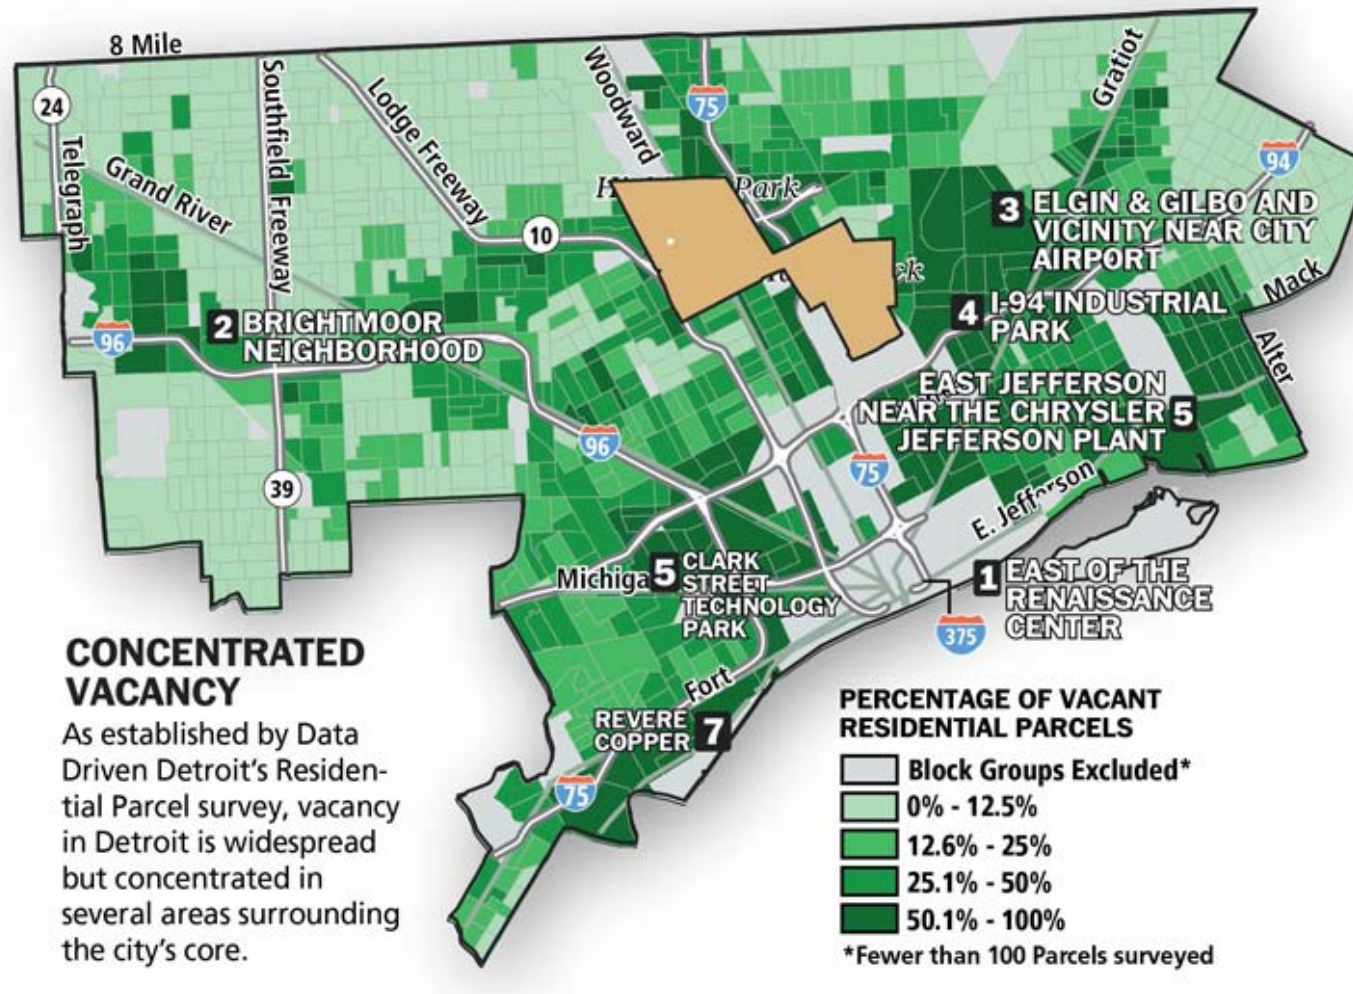 8 Mile
24
Telegraph
Grand River
Southfield Freeway
Lodge Freeway
10
Woodward
75
Park
Gratiot
94
3 ELGIN & GILBO AND
VICINITY NEAR CITY
AIRPORT
Mack
Alter
96
2 BRIGHTMOOR
NEIGHBORHOOD
4 I-94 INDUSTRIAL
PARK
EAST JEFFERSON
NEAR THE CHRYSLER 5
JEFFERSON PLANT
96
75
39
E. Jefferson
Michiga
5 CLARK
STREET
TECHNOLOGY
PARK
1 EAST OF THE
RENAISSANCE
CENTER
375
Fort
REVERE
COPPER 7
75
CONCENTRATED
VACANCY
As established by Data
Driven Detroit's Residen-
tial Parcel survey, vacancy
in Detroit is widespread
but concentrated in
several areas surrounding
the city's core.
PERCENTAGE OF VACANT
RESIDENTIAL PARCELS
Block Groups Excluded*
0% - 12.5%
12.6% - 25%
25.1% - 50%
50.1% - 100%
*Fewer than 100 Parcels surveyed